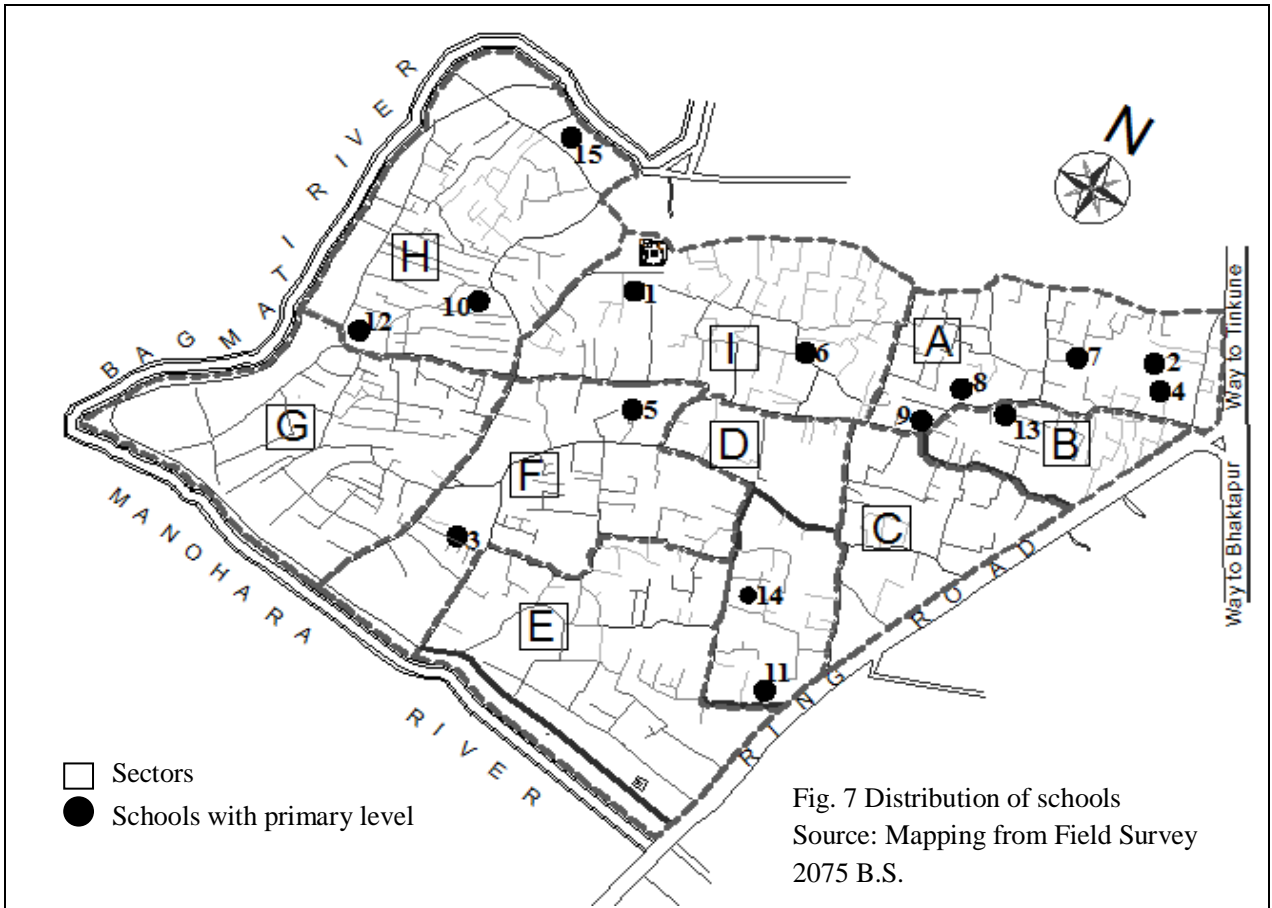 N
BAGMATI RIVER
15
H
10
12
1
I
6
A
7
2
4
8
9
13
B
Way to Tinkune
Way to Bhaktapur
G
5
D
F
C
3
14
E
11
MANOHARA RIVER
RING ROAD
Sectors
Schools with primary level
Fig. 7 Distribution of schools
Source: Mapping from Field Survey
2075 B.S.